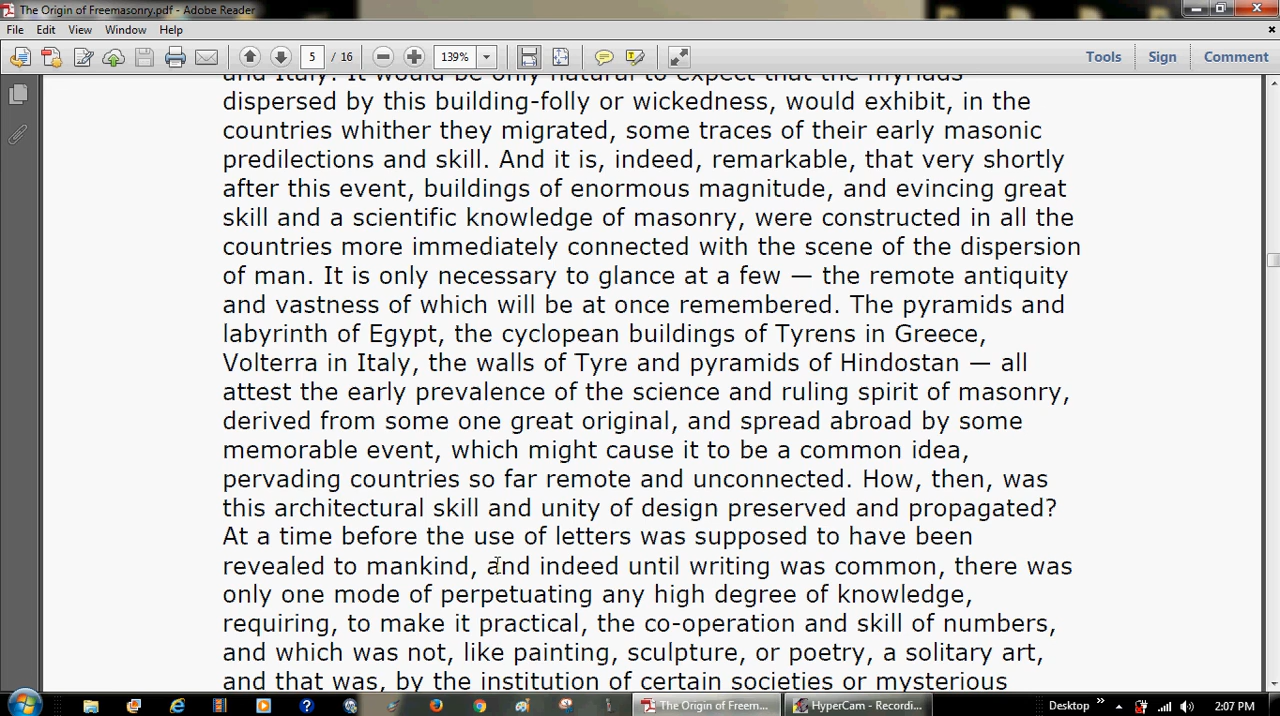 The Origin of Freemasonry.pdf - Adobe Reader
File Edit View Window Help
5 / 16 139% Tools Sign Comment
and Italy. It would be only natural to expect that the myriads
dispersed by this building-folly or wickedness, would exhibit, in the
countries whither they migrated, some traces of their early masonic
predilections and skill. And it is, indeed, remarkable, that very shortly
after this event, buildings of enormous magnitude, and evincing great
skill and a scientific knowledge of masonry, were constructed in all the
countries more immediately connected with the scene of the dispersion
of man. It is only necessary to glance at a few — the remote antiquity
and vastness of which will be at once remembered. The pyramids and
labyrinth of Egypt, the cyclopean buildings of Tyrens in Greece,
Volterra in Italy, the walls of Tyre and pyramids of Hindostan — all
attest the early prevalence of the science and ruling spirit of masonry,
derived from some one great original, and spread abroad by some
memorable event, which might cause it to be a common idea,
pervading countries so far remote and unconnected. How, then, was
this architectural skill and unity of design preserved and propagated?
At a time before the use of letters was supposed to have been
revealed to mankind, and indeed until writing was common, there was
only one mode of perpetuating any high degree of knowledge,
requiring, to make it practical, the co-operation and skill of numbers,
and which was not, like painting, sculpture, or poetry, a solitary art,
and that was, by the institution of certain societies or mysterious
The Origin of Freem... HyperCam - Recordi... Desktop » 2:07 PM